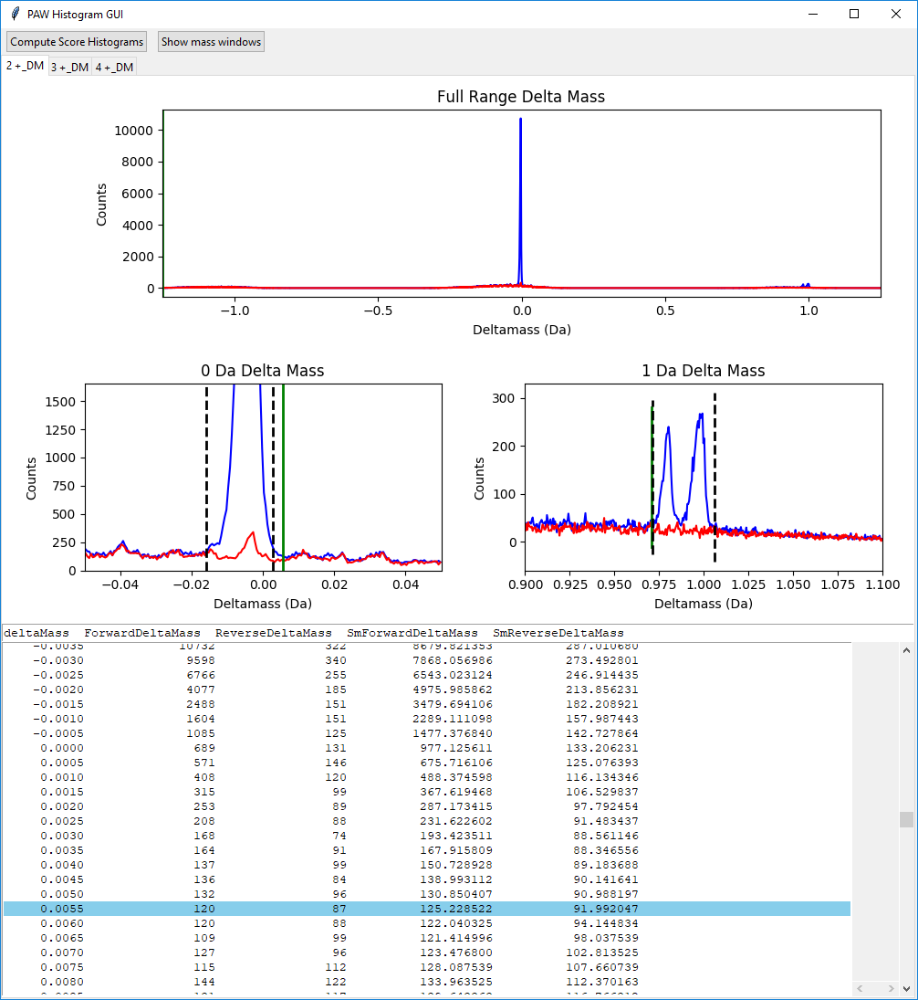 PAW Histogram GUI
Compute Score Histograms Show mass windows
2 +_DM 3 +_DM 4 +_DM
Full Range Delta Mass
Counts
10000
8000
6000
4000
2000
0
−1.0 −0.5 0.0 0.5 1.0
Deltamass (Da)
0 Da Delta Mass
Counts
1500
1250
1000
750
500
250
0
−0.04 −0.02 0.00 0.02 0.04
Deltamass (Da)
1 Da Delta Mass
Counts
300
200
100
0
0.900 0.925 0.950 0.975 1.000 1.025 1.050 1.075 1.100
Deltamass (Da)
deltaMass ForwardDeltaMass ReverseDeltaMass SmForwardDeltaMass SmReverseDeltaMass
-0.0035 10732 322 8679.821353 287.010680
-0.0030 9598 340 7868.056986 273.492801
-0.0025 6766 255 6543.023124 246.914435
-0.0020 4077 185 4975.985862 213.856231
-0.0015 2488 151 3479.694106 182.208921
-0.0010 1604 151 2289.111098 157.987443
-0.0005 1085 125 1477.376840 142.727864
0.0000 689 131 977.125611 133.206231
0.0005 571 146 675.716106 125.076393
0.0010 408 120 488.374598 116.134346
0.0015 315 99 367.619468 106.529837
0.0020 253 89 287.173415 97.792454
0.0025 208 88 231.622602 91.483437
0.0030 168 74 193.423511 88.561146
0.0035 164 91 167.915809 88.346556
0.0040 137 99 150.728928 89.183688
0.0045 136 84 138.993112 90.141641
0.0050 132 96 130.850407 90.988197
0.0055 120 87 125.228522 91.992047
0.0060 120 88 122.040325 94.144834
0.0065 109 99 121.414996 98.037539
0.0070 127 96 123.476800 102.813525
0.0075 115 112 128.087539 107.660739
0.0080 144 122 133.963525 112.370163